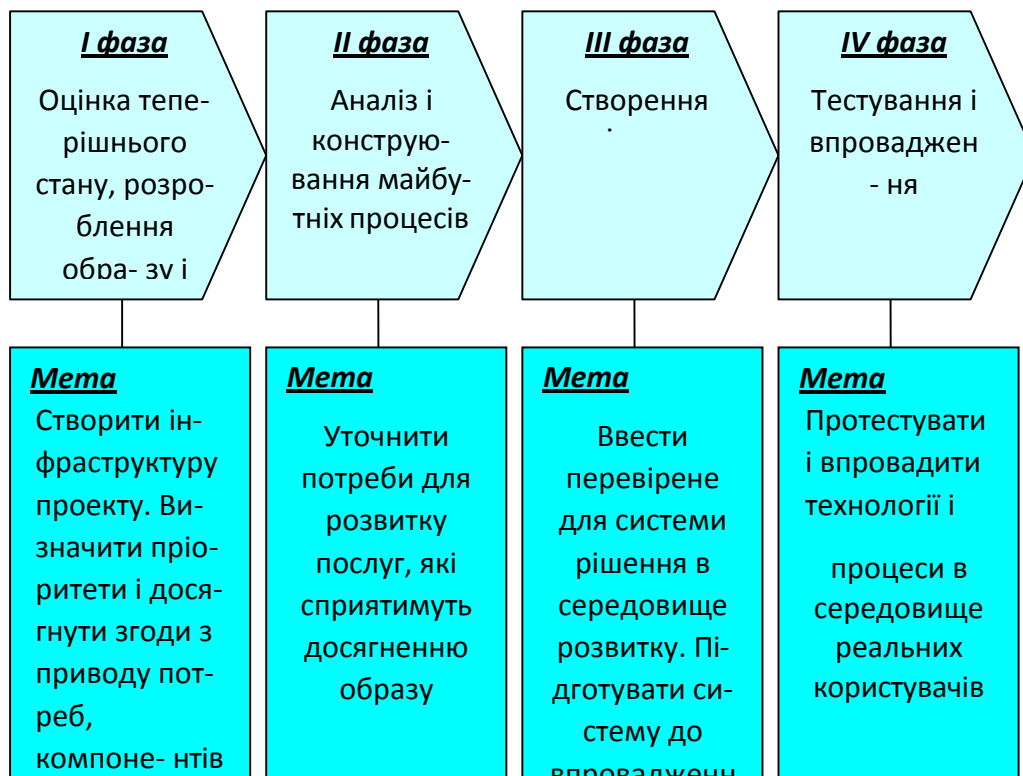 I фаза
Оцінка тепе-
рішнього
стану, розро-
блення
обра- зу і
II фаза
Аналіз і
конструю-
вання майбу-
тніх процесів
III фаза
Створення
IV фаза
Тестування і
впроваджен
- ня
Мета
Створити ін-
фраструктуру
проекту. Ви-
значити пріо-
ритети і дося-
гнути згоди з
приводу пот-
реб,
компоне- нтів
Мета
Уточнити
потреби для
розвитку
послуг, які
сприятимуть
досягненню
образу
Мета
Ввести
перевірене
для системи
рішення в
середовище
розвитку. Пі-
дготувати си-
стему до
впровадженн
Мета
Протестувати
і впровадити
технології і
процеси в
середовище
реальних
користувачів